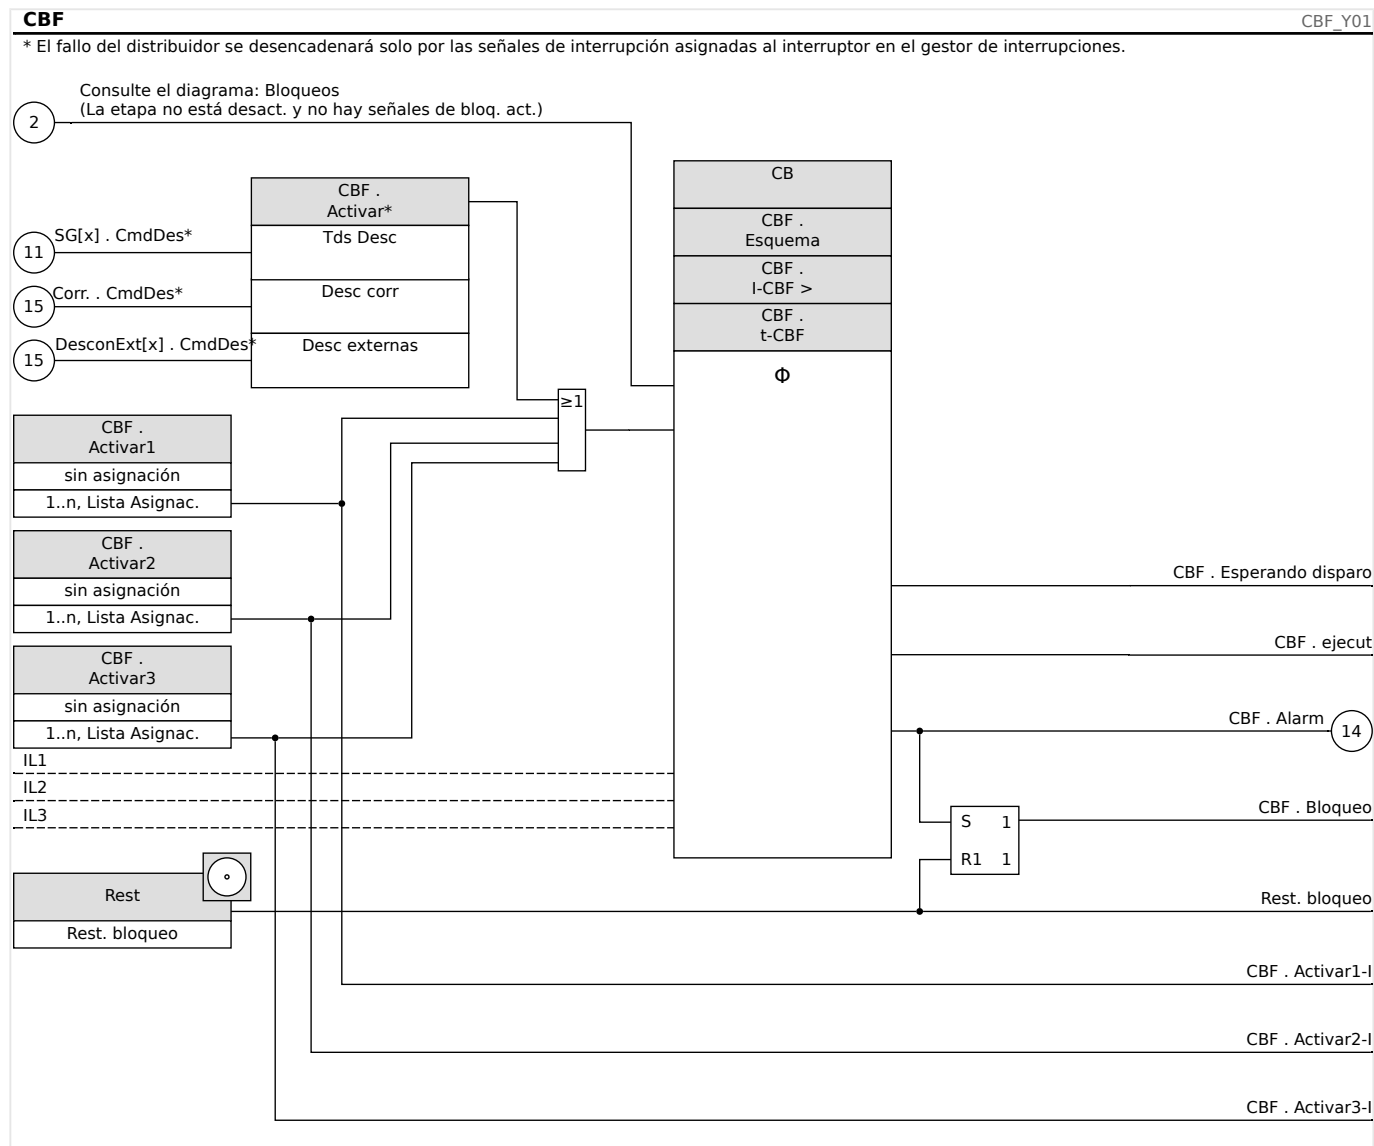 CBF
CBF_Y01
* El fallo del distribuidor se desencadenará solo por las señales de interrupción asignadas al interruptor en el gestor de interrupciones.
Consulte el diagrama: Bloqueos
(La etapa no está desact. y no hay señales de bloq. act.)
2
CBF .
Activar*
Tds Desc
Desc corr
Desc externas
11
SG[x] . CmdDes*
15
Corr. . CmdDes*
15
DesconExt[x] . CmdDes*
CB
CBF .
Esquema
CBF .
I-CBF >
CBF .
t-CBF
Φ
≥1
CBF .
Activar1
sin asignación
1..n, Lista Asignac.
CBF .
Activar2
sin asignación
1..n, Lista Asignac.
CBF .
Activar3
sin asignación
1..n, Lista Asignac.
IL1
IL2
IL3
CBF . Esperando disparo
CBF . ejecut
CBF . Alarm
14
S 1
R1 1
CBF . Bloqueo
Rest
Rest. bloqueo
Rest. bloqueo
CBF . Activar1-I
CBF . Activar2-I
CBF . Activar3-I